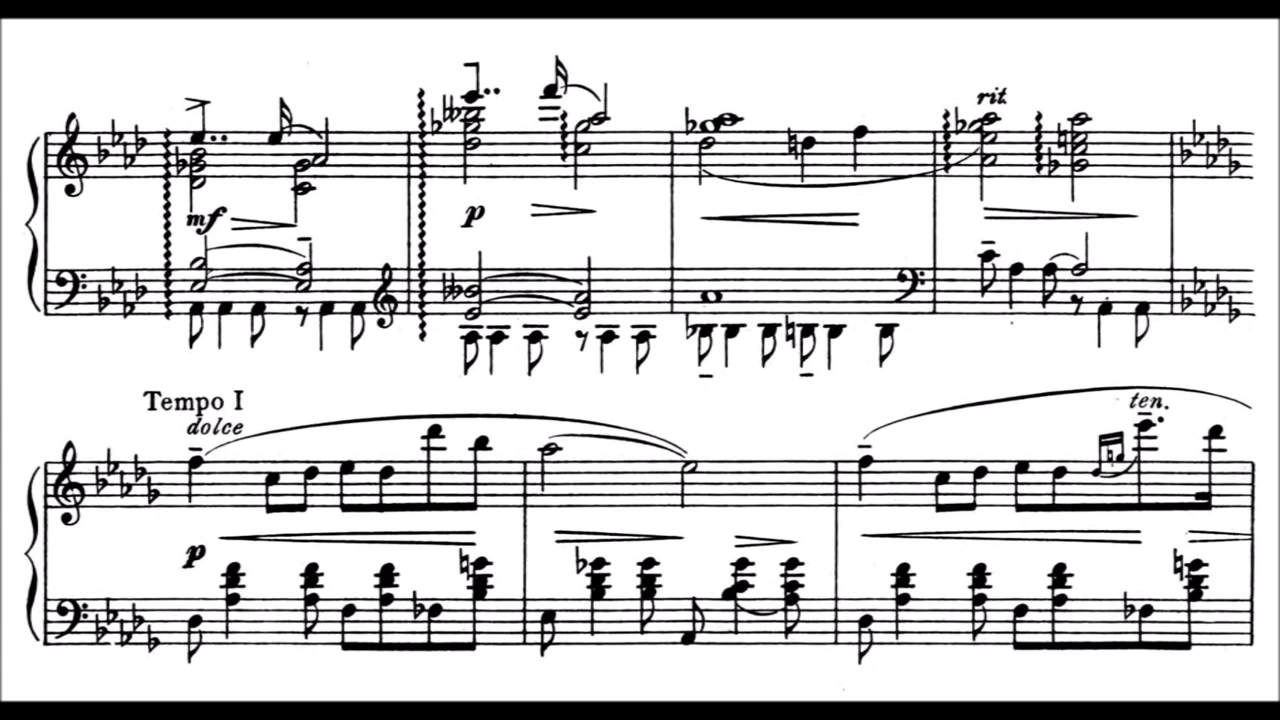 rit.
mf
p
Tempo I
dolce
ten.
p